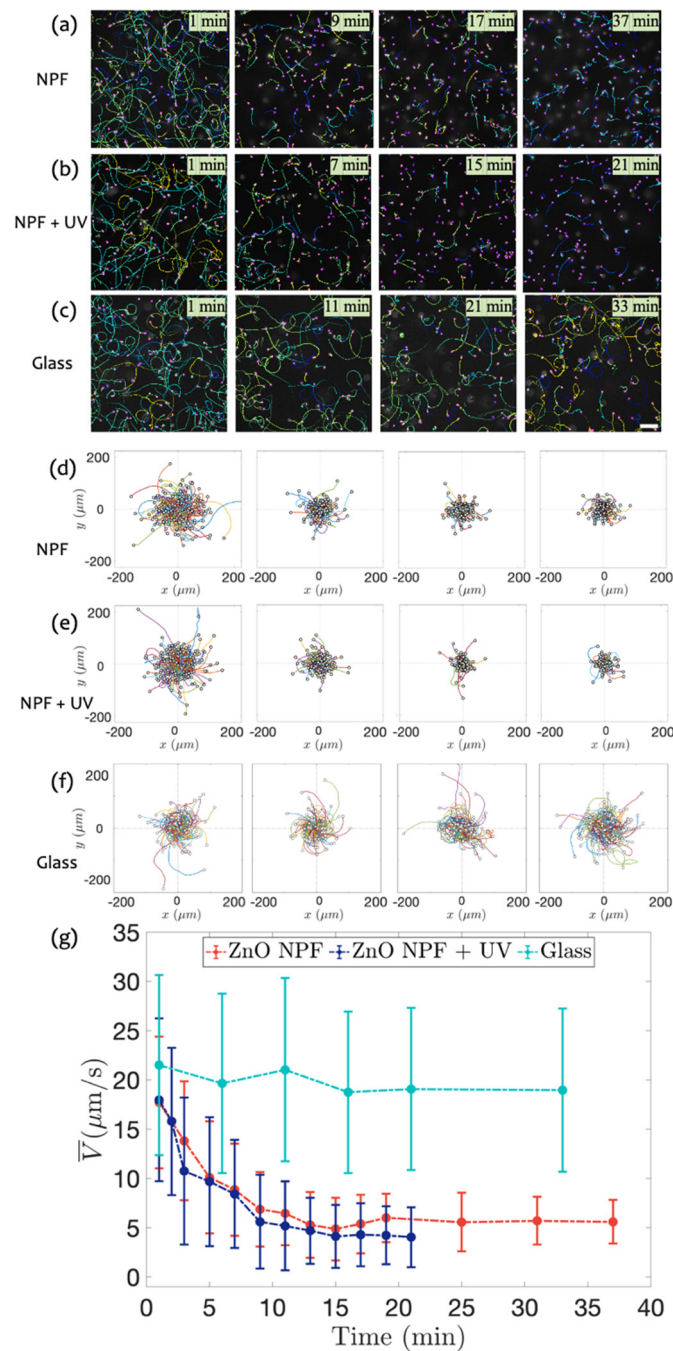 (a)
1 min 9 min 17 min 37 min
NPF
(b)
1 min 7 min 15 min 21 min
NPF + UV
(c)
1 min 11 min 21 min 33 min
Glass
(d)
200
0
-200
y (μm)
NPF
-200 0 200 -200 0 200 -200 0 200 -200 0 200
x (μm) x (μm) x (μm) x (μm)
(e)
200
0
-200
y (μm)
NPF + UV
-200 0 200 -200 0 200 -200 0 200 -200 0 200
x (μm) x (μm) x (μm) x (μm)
(f)
200
0
-200
y (μm)
Glass
-200 0 200 -200 0 200 -200 0 200 -200 0 200
x (μm) x (μm) x (μm) x (μm)
(g)
ZnO NPF ZnO NPF + UV Glass
35
30
25
20
15
10
5
0
V̅(μm/s)
0 5 10 15 20 25 30 35 40
Time (min)